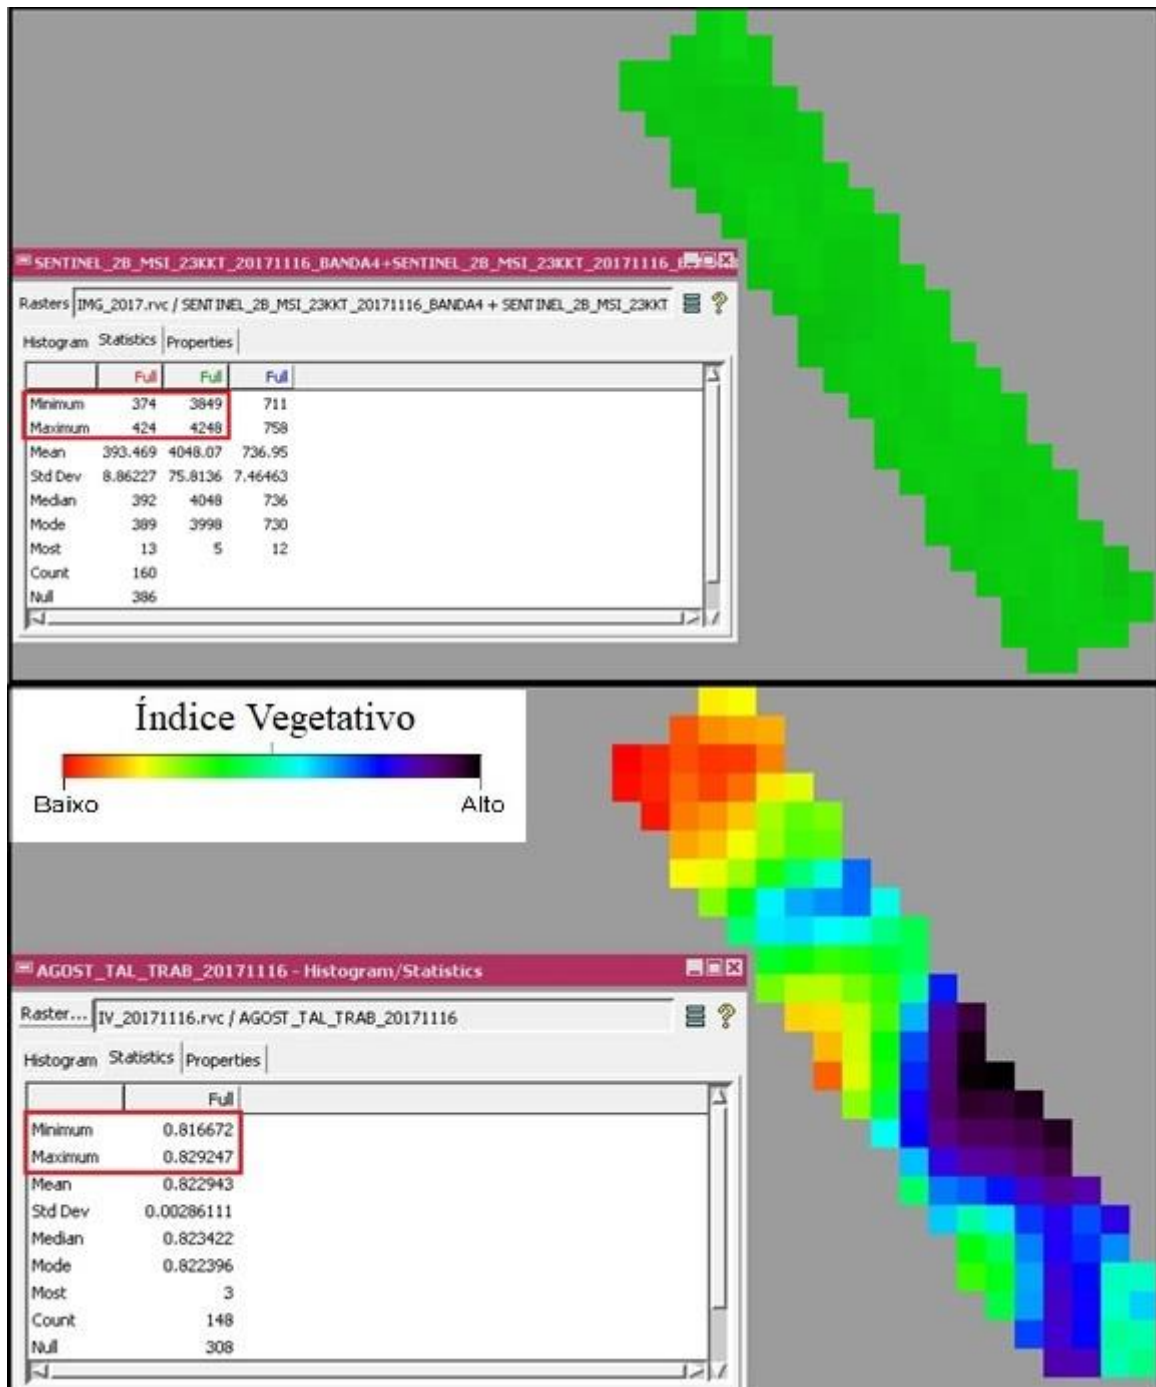 SENTINEL_2B_MSI_23KKT_20171116_BANDA4+SENTINEL_2B_MSI_23KKT_20171116_
Rasters IMG_2017.rvc / SENTINEL_2B_MSI_23KKT_20171116_BANDA4 + SENTINEL_2B_MSI_23KKT
Histogram Statistics Properties
Full Full Full
Minimum 374 3849 711
Maximum 424 4248 758
Mean 393.469 4048.07 736.95
Std Dev 8.86227 75.8136 7.46463
Median 392 4048 736
Mode 389 3998 730
Most 13 5 12
Count 160
Null 386
Índice Vegetativo
Baixo Alto
AGOST_TAL_TRAB_20171116 - Histogram/Statistics
Raster... IV_20171116.rvc / AGOST_TAL_TRAB_20171116
Histogram Statistics Properties
Full
Minimum 0.816672
Maximum 0.829247
Mean 0.822943
Std Dev 0.00286111
Median 0.823422
Mode 0.822396
Most 3
Count 148
Null 308